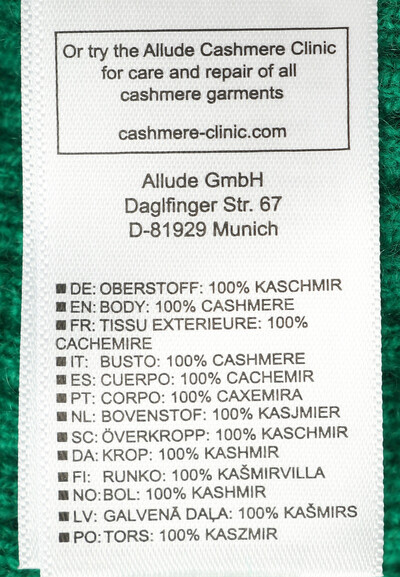 Or try the Allude Cashmere Clinic
for care and repair of all
cashmere garments
cashmere-clinic.com
Allude GmbH
Daglfinger Str. 67
D-81929 Munich
■ DE: OBERSTOFF: 100% KASCHMIR
■ EN: BODY: 100% CASHMERE
■ FR: TISSU EXTERIEURE: 100%
CACHEMIRE
■ IT: BUSTO: 100% CASHMERE
■ ES: CUERPO: 100% CACHEMIR
■ PT: CORPO: 100% CAXEMIRA
■ NL: BOVENSTOF: 100% KASJMIER
■ SC: ÖVERKROPP: 100% KASCHMIR
■ DA: KROP: 100% KASHMIR
■ FI: RUNKO: 100% KAŠMIRVILLA
■ NO: BOL: 100% KASHMIR
■ LV: GALVENĀ DAĻA: 100% KAŠMIRS
■ PO: TORS: 100% KASZMIR